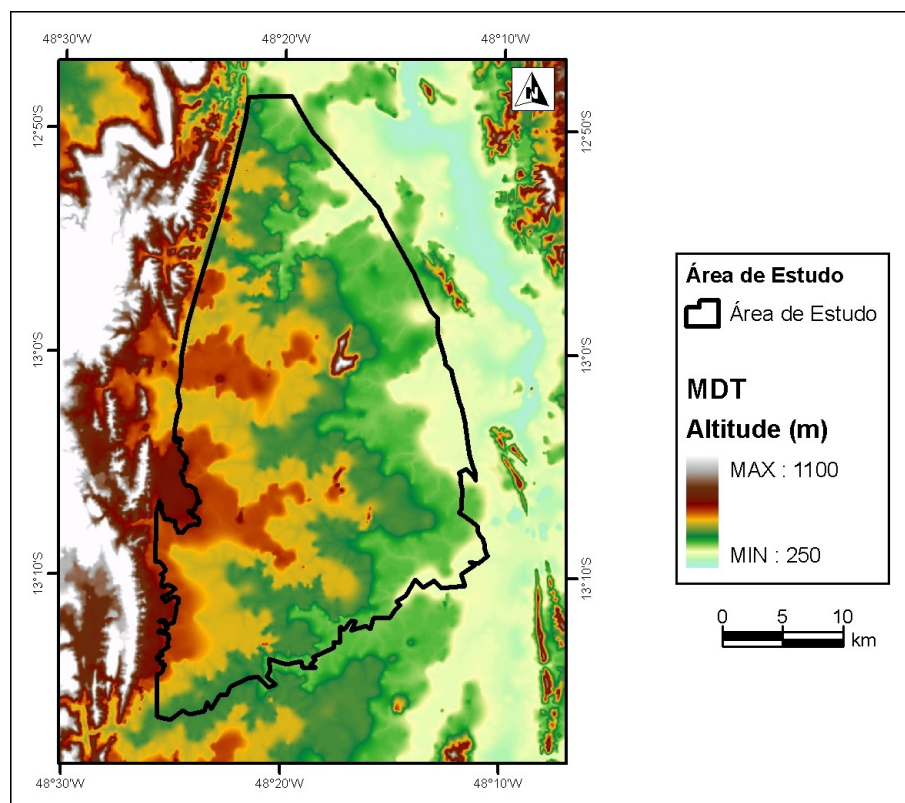 48°30'W 48°20'W 48°10'W
N
12°50'S 12°50'S
13°0'S 13°0'S
13°10'S 13°10'S
48°30'W 48°20'W 48°10'W
Área de Estudo
Área de Estudo
MDT
Altitude (m)
MAX : 1100
MIN : 250
0 5 10
km